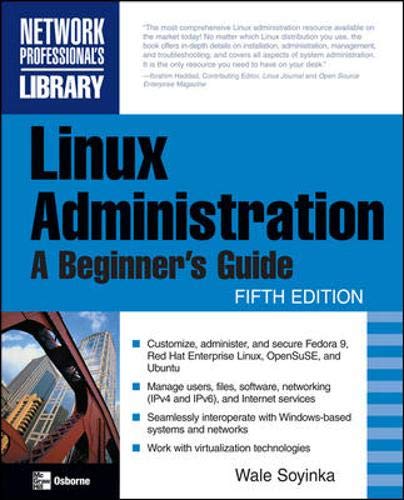 NETWORK
PROFESSIONAL'S
LIBRARY
"The most comprehensive Linux administration resource available on
the market today! No matter which Linux distribution you use, the
book offers in-depth details on installation, administration, management,
and troubleshooting, and covers all aspects of system administration. It
is the only resource you need to have on your desk."
—Ibrahim Haddad, Contributing Editor, Linux Journal and Open Source
Enterprise Magazine
Linux
Administration
A Beginner's Guide
FIFTH EDITION
Customize, administer, and secure Fedora 9,
Red Hat Enterprise Linux, OpenSuSE, and
Ubuntu
Manage users, files, software, networking
(IPv4 and IPv6), and Internet services
Seamlessly interoperate with Windows-based
systems and networks
Work with virtualization technologies
Mc
Graw
Hill
Osborne
Wale Soyinka